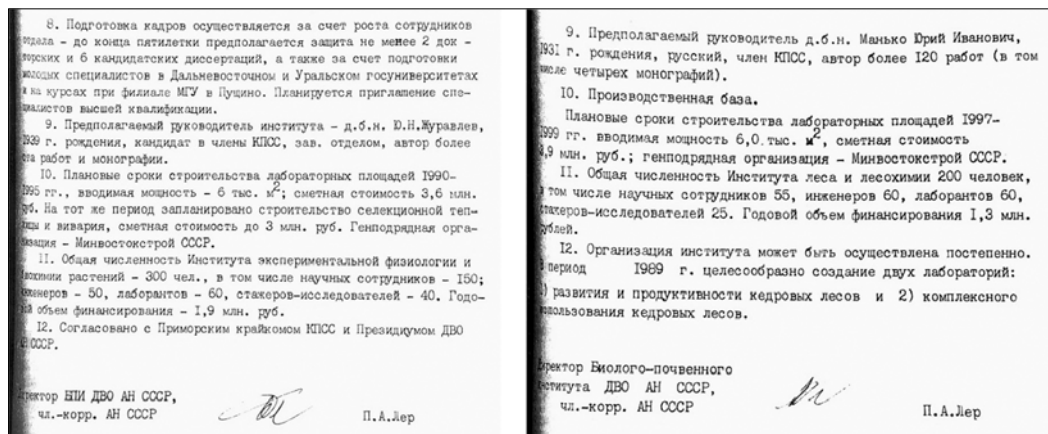 8. Подготовка кадров осуществляется за счет роста сотрудников
отдела - до конца пятилетки предполагается защита не менее 2 док -
торских и 6 кандидатских диссертаций, а также за счет подготовки
молодых специалистов в Дальневосточном и Уральском госуниверситетах
и на курсах при филиале МГУ в Пущино. Планируется приглашение спе-
циалистов высшей квалификации.
9. Предполагаемый руководитель института - д.б.н. Ю.Н.Журавлев,
1939 г. рождения, кандидат в члены КПСС, зав. отделом, автор более
ста работ и монографии.
10. Плановые сроки строительства лабораторных площадей 1990-
1995 гг., вводимая мощность - 6 тыс. м²; сметная стоимость 3,6 млн.
руб. На тот же период запланировано строительство селекционной теп-
лицы и вивария, сметная стоимость до 3 млн. руб. Генподрядная орга-
низация - Минвостокстрой СССР.
11. Общая численность Института экспериментальной физиологии и
биохимии растений - 300 чел., в том числе научных сотрудников - 150;
инженеров - 50, лаборантов - 60, стажеров-исследователей - 40. Годо-
вой объем финансирования - 1,9 млн. руб.
12. Согласовано с Приморским крайкомом КПСС и Президиумом ДВО
АН СССР.
Директор БПИ ДВО АН СССР,
чл.-корр. АН СССР
П.А.Лер
9. Предполагаемый руководитель д.б.н. Манько Юрий Иванович,
1931 г. рождения, русский, член КПСС, автор более 120 работ (в том
числе четырех монографий).
10. Производственная база.
Плановые сроки строительства лабораторных площадей 1997-
1999 гг. вводимая мощность 6,0 тыс. м², сметная стоимость
3,9 млн. руб.; генподрядная организация - Минвостокстрой СССР.
11. Общая численность Института леса и лесохимии 200 человек,
в том числе научных сотрудников 55, инженеров 60, лаборантов 60,
стажеров-исследователей 25. Годовой объем финансирования 1,3 млн.
рублей.
12. Организация института может быть осуществлена постепенно.
В период 1989 г. целесообразно создание двух лабораторий:
1) развития и продуктивности кедровых лесов и 2) комплексного
использования кедровых лесов.
Директор Биолого-почвенного
института ДВО АН СССР,
чл.-корр. АН СССР
П.А.Лер